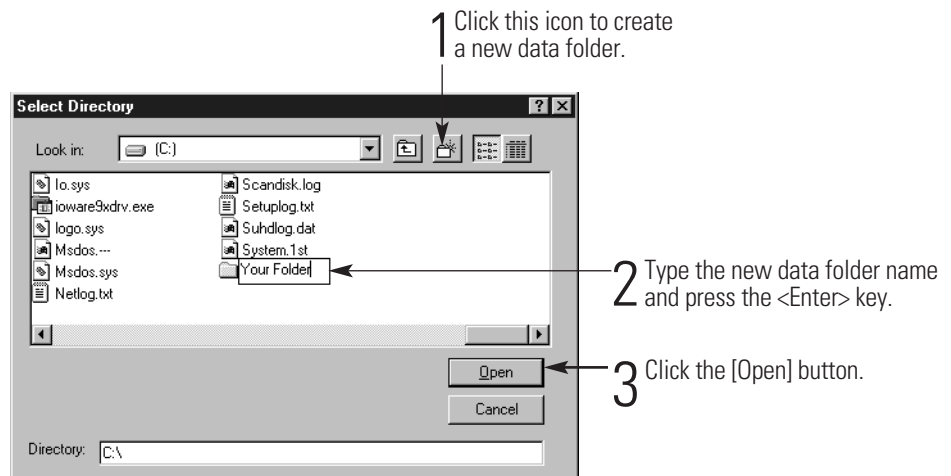 1 Click this icon to create
a new data folder.
Select Directory
Look in: (C:)
Io.sys
ioware9xdrv.exe
logo.sys
Msdos.---
Msdos.sys
Netlog.txt
Scandisk.log
Setuplog.txt
Suhdlog.dat
System.1st
Your Folder
2 Type the new data folder name
and press the <Enter> key.
Open
3 Click the [Open] button.
Cancel
Directory: C:\